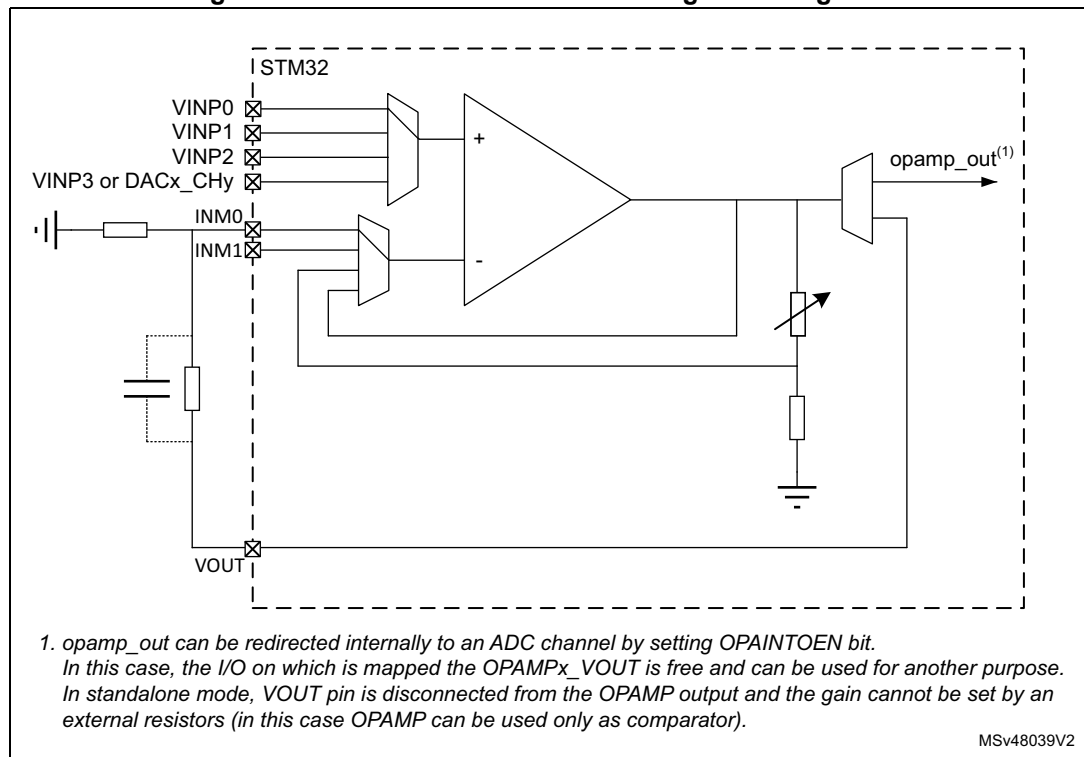 STM32
VINP0
VINP1
VINP2
VINP3 or DACx_CHy
INM0
INM1
+
-
opamp_out(1)
VOUT
1. opamp_out can be redirected internally to an ADC channel by setting OPAINTOEN bit.
In this case, the I/O on which is mapped the OPAMPx_VOUT is free and can be used for another purpose.
In standalone mode, VOUT pin is disconnected from the OPAMP output and the gain cannot be set by an
external resistors (in this case OPAMP can be used only as comparator).
MSv48039V2